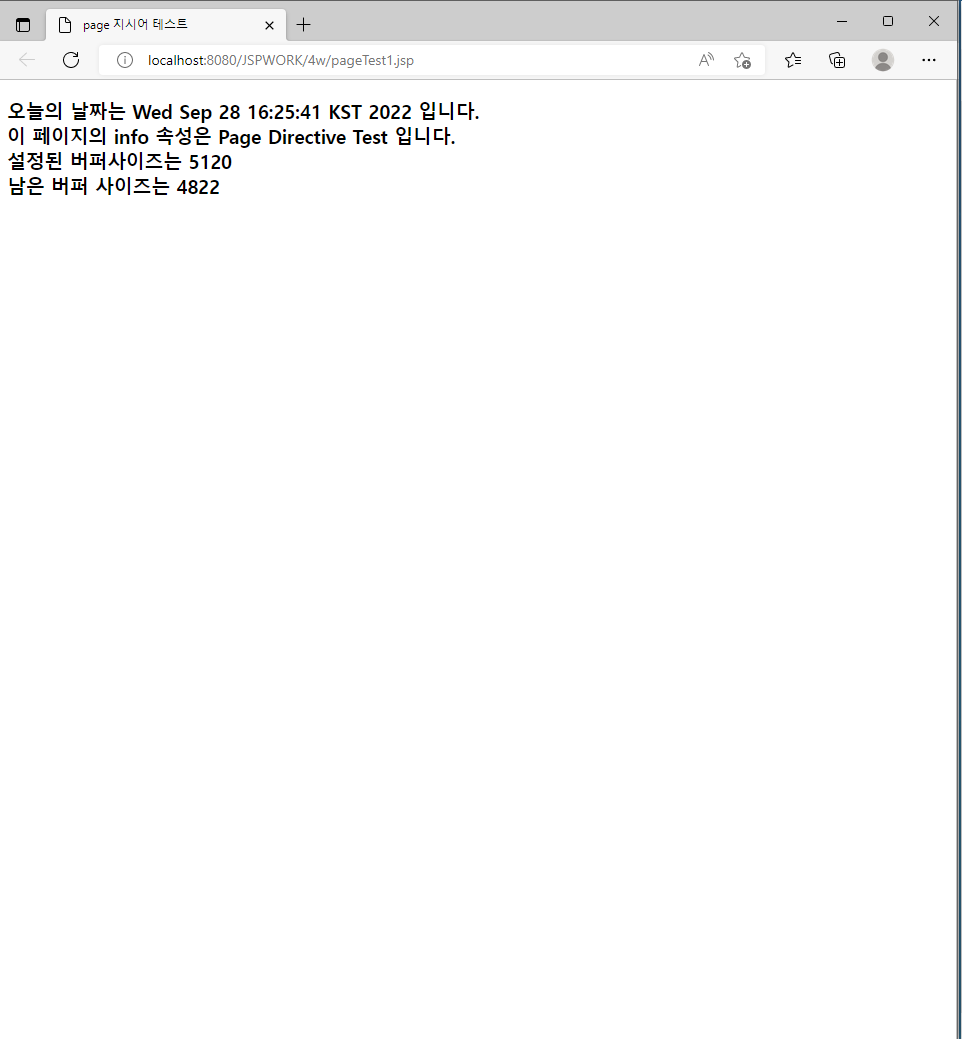 page 지시어 테스트
localhost:8080/JSPWORK/4w/pageTest1.jsp
오늘의 날짜는 Wed Sep 28 16:25:41 KST 2022 입니다.
이 페이지의 info 속성은 Page Directive Test 입니다.
설정된 버퍼사이즈는 5120
남은 버퍼 사이즈는 4822